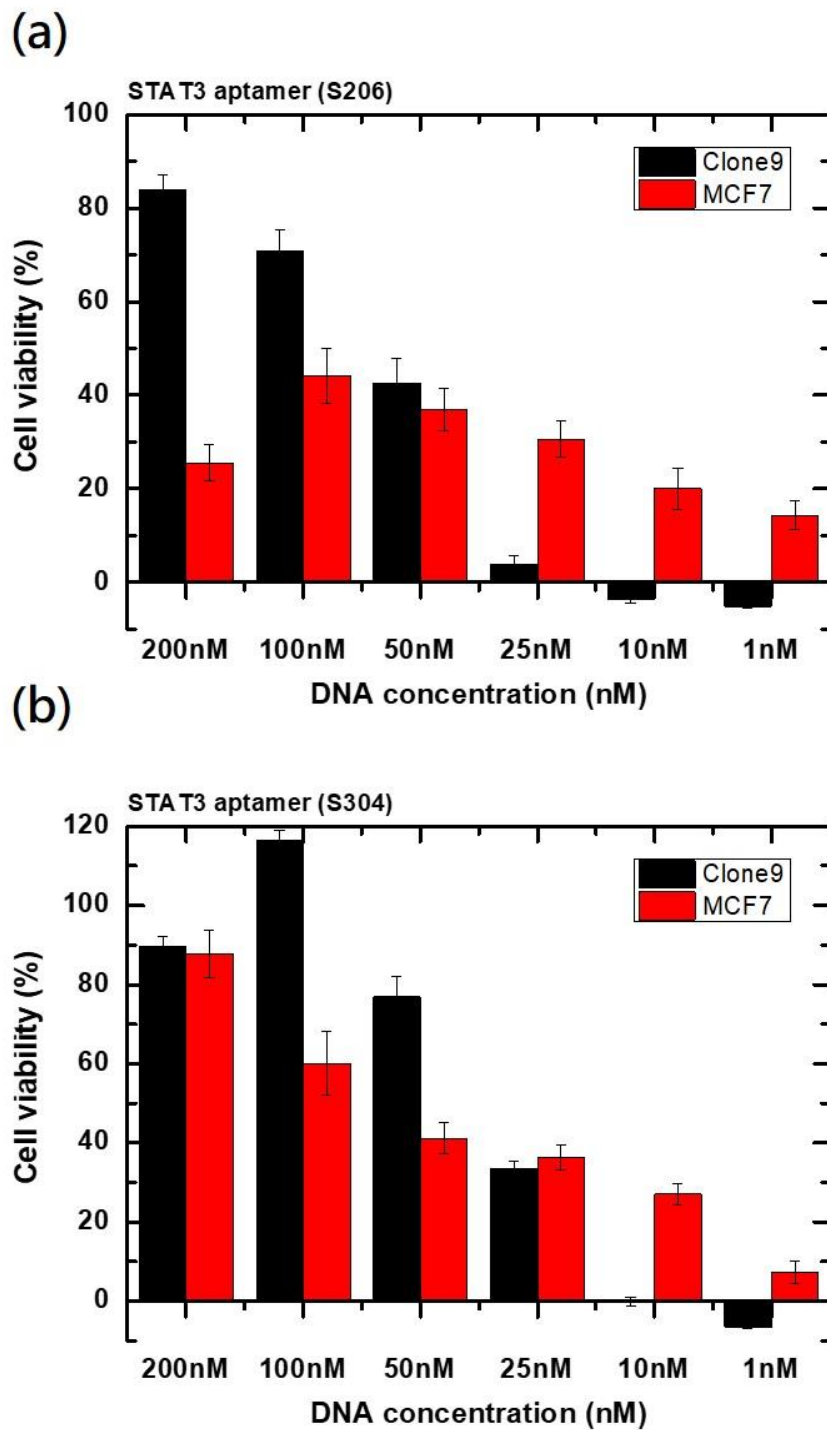 (a)
STAT3 aptamer (S206)
100
80
60
40
20
0
Cell viability (%)
Clone9
MCF7
200nM 100nM 50nM 25nM 10nM 1nM
DNA concentration (nM)
(b)
STAT3 aptamer (S304)
120
100
80
60
40
20
0
Cell viability (%)
Clone9
MCF7
200nM 100nM 50nM 25nM 10nM 1nM
DNA concentration (nM)